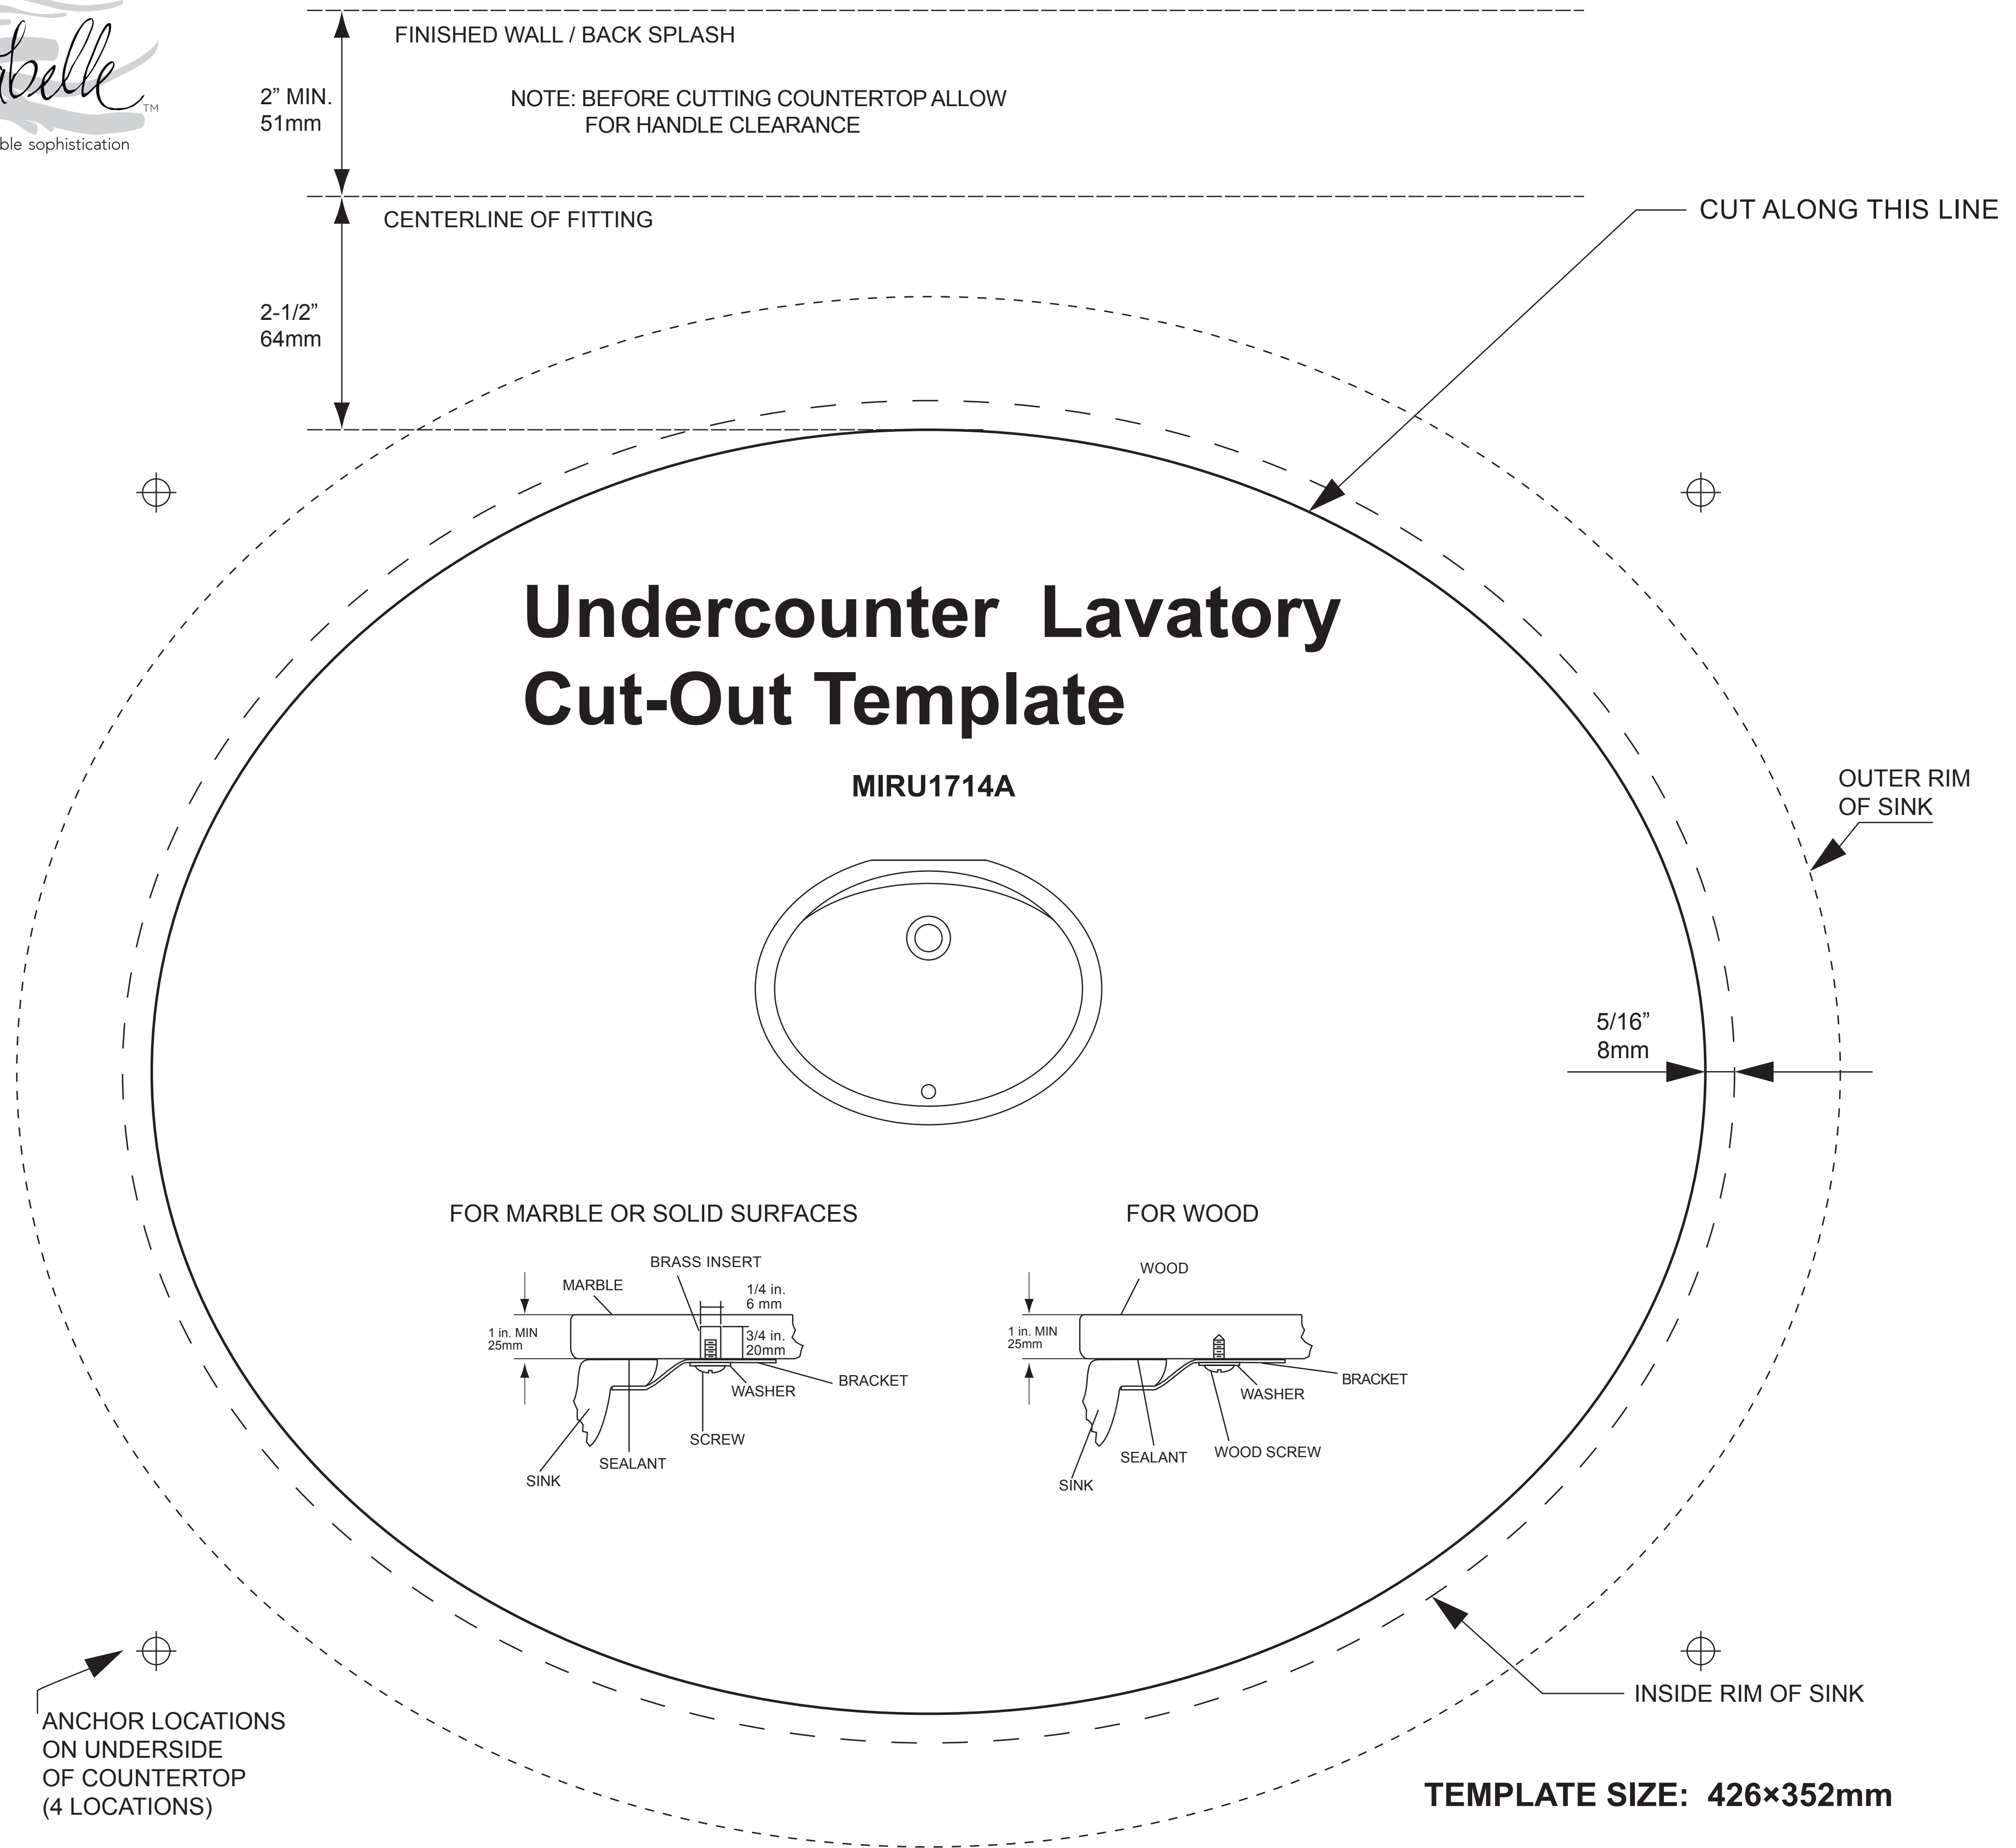 belle
TM
ble sophistication
FINISHED WALL / BACK SPLASH
2” MIN.
51mm
NOTE: BEFORE CUTTING COUNTERTOP ALLOW
FOR HANDLE CLEARANCE
CENTERLINE OF FITTING
CUT ALONG THIS LINE
2-1/2”
64mm
Undercounter Lavatory
Cut-Out Template
MIRU1714A
OUTER RIM
OF SINK
5/16”
8mm
FOR MARBLE OR SOLID SURFACES
BRASS INSERT
MARBLE
1/4 in.
6 mm
1 in. MIN
25mm
3/4 in.
20mm
BRACKET
WASHER
SCREW
SEALANT
SINK
FOR WOOD
WOOD
1 in. MIN
25mm
BRACKET
WASHER
WOOD SCREW
SEALANT
SINK
INSIDE RIM OF SINK
ANCHOR LOCATIONS
ON UNDERSIDE
OF COUNTERTOP
(4 LOCATIONS)
TEMPLATE SIZE: 426×352mm